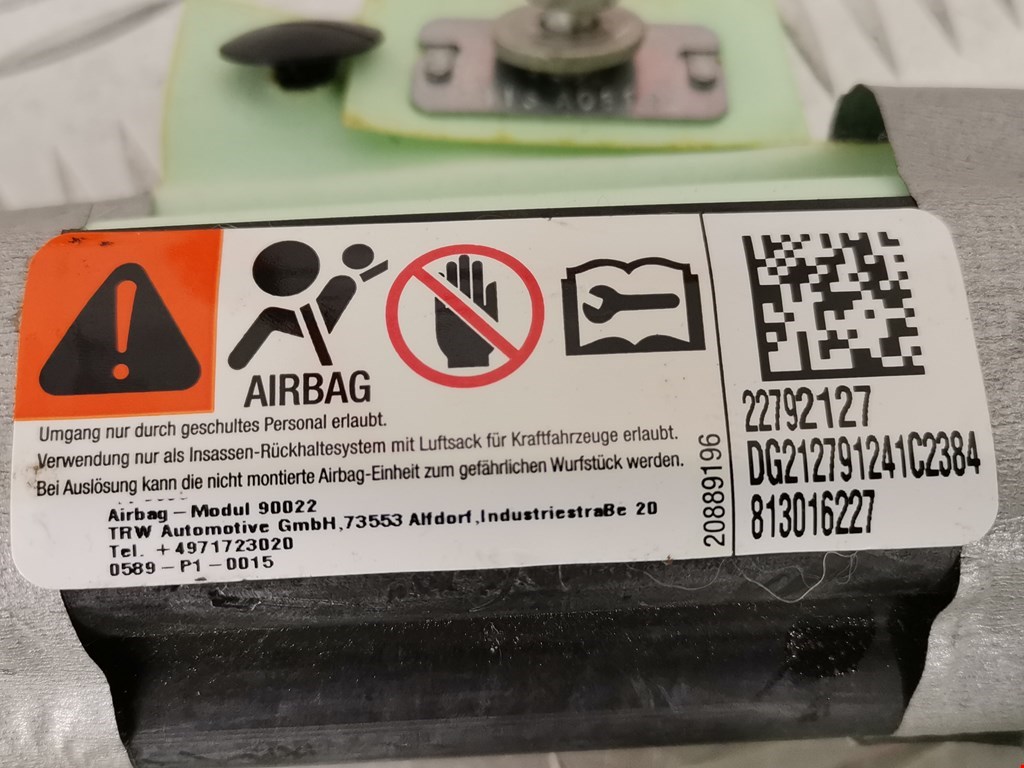 AIRBAG
Umgang nur durch geschultes Personal erlaubt.
Verwendung nur als Insassen-Rückhaltesystem mit Luftsack für Kraftfahrzeuge erlaubt.
Bei Auslösung kann die nicht montierte Airbag-Einheit zum gefährlichen Wurfstück werden.
Airbag - Modul 90022
TRW Automotive GmbH,73553 Alfdorf,Industriestraße 20
Tel. +4971723020
0589-P1-0015
20889196
22792127
DG212791241C2384
813016227